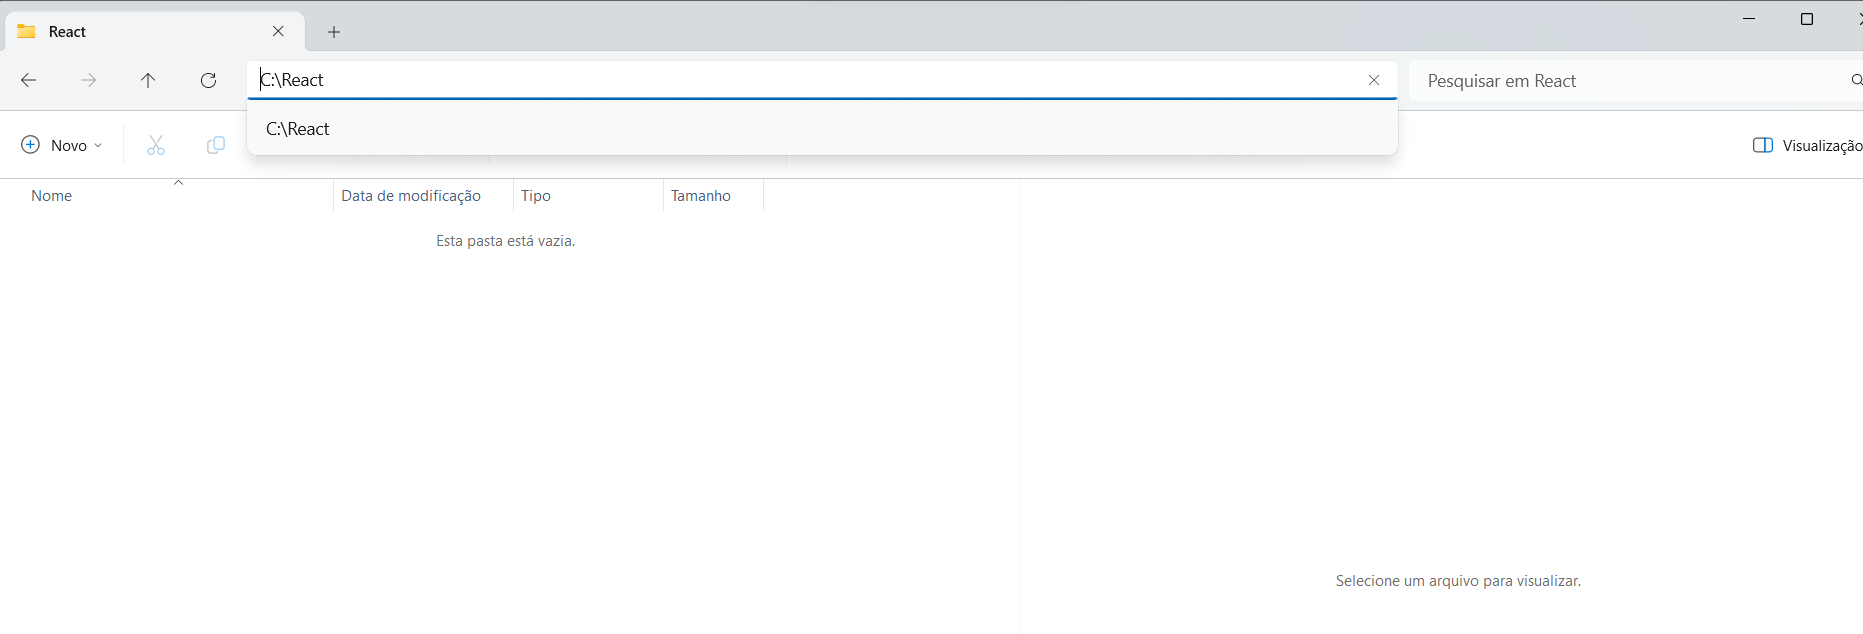 React
C:\React
Pesquisar em React
C:\React
Novo
Visualização
Nome
Data de modificação
Tipo
Tamanho
Esta pasta está vazia.
Selecione um arquivo para visualizar.